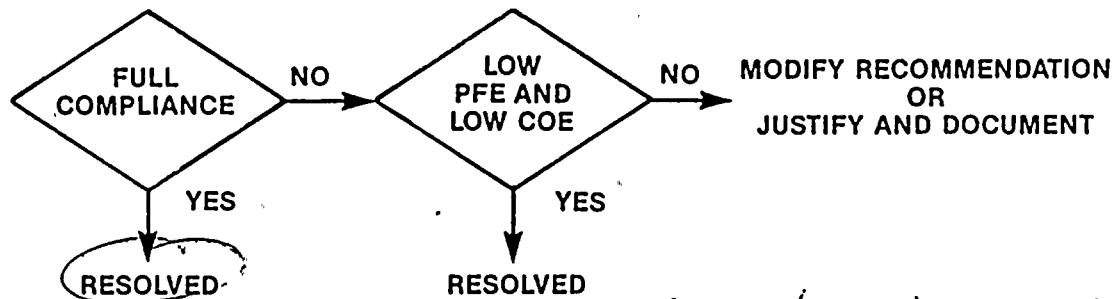 FULL
COMPLIANCE
NO
LOW
PFE AND
LOW COE
NO
MODIFY RECOMMENDATION
OR
JUSTIFY AND DOCUMENT
YES
YES
RESOLVED
RESOLVED